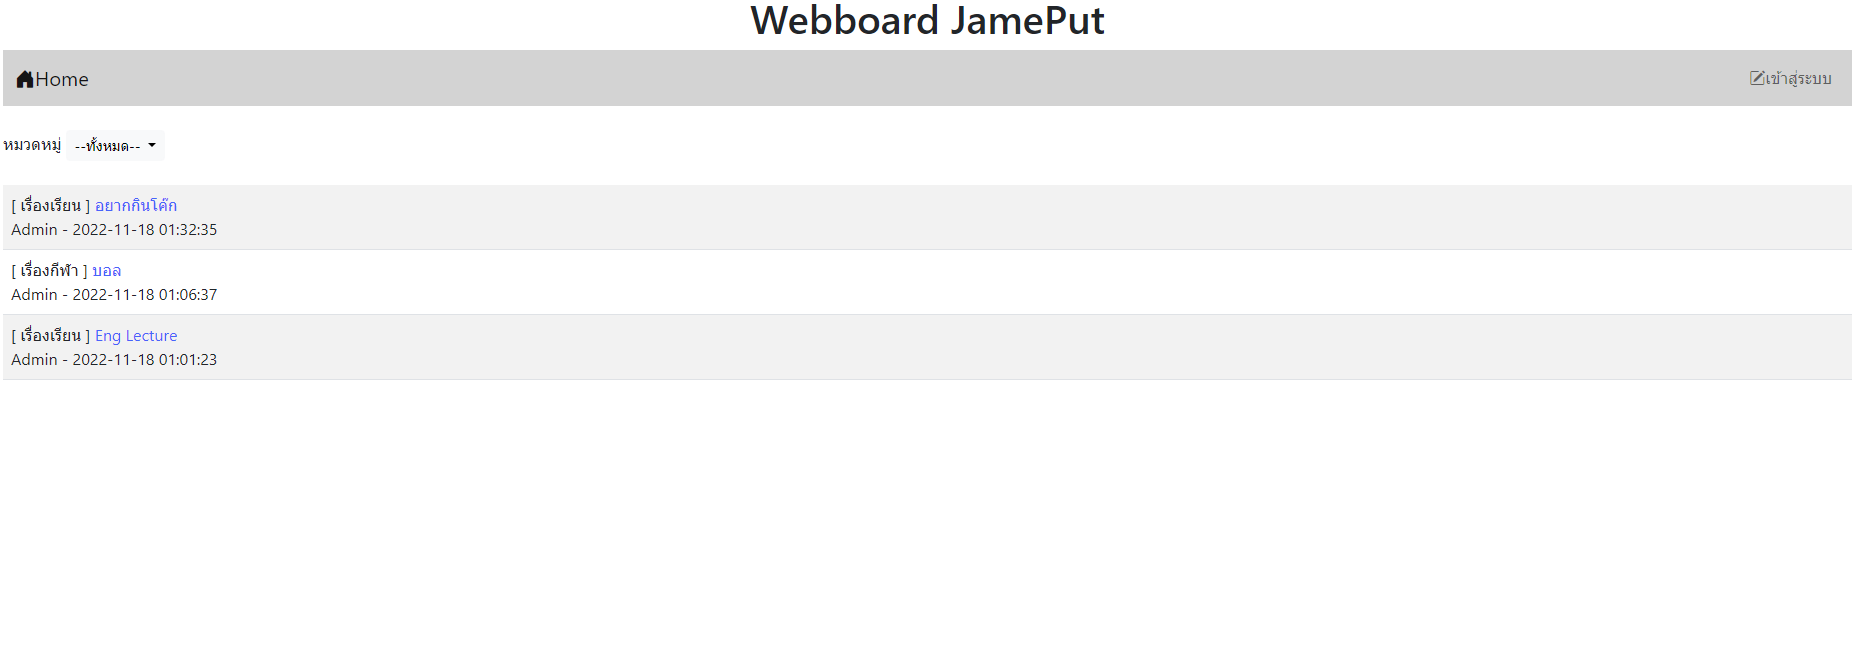 Webboard JamePut
Home
เข้าสู่ระบบ
หมวดหมู่ --ทั้งหมด--
[ เรื่องเรียน ] อยากกินโค๊ก
Admin - 2022-11-18 01:32:35
[ เรื่องกีฬา ] บอล
Admin - 2022-11-18 01:06:37
[ เรื่องเรียน ] Eng Lecture
Admin - 2022-11-18 01:01:23